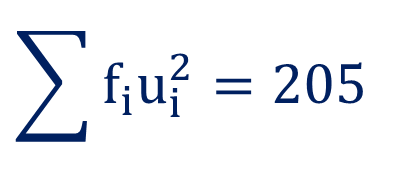 ∑ fᵢuᵢ² = 205